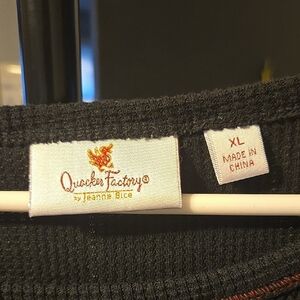 Quacker Factory®
by Jeanne Bice
XL
MADE IN
CHINA